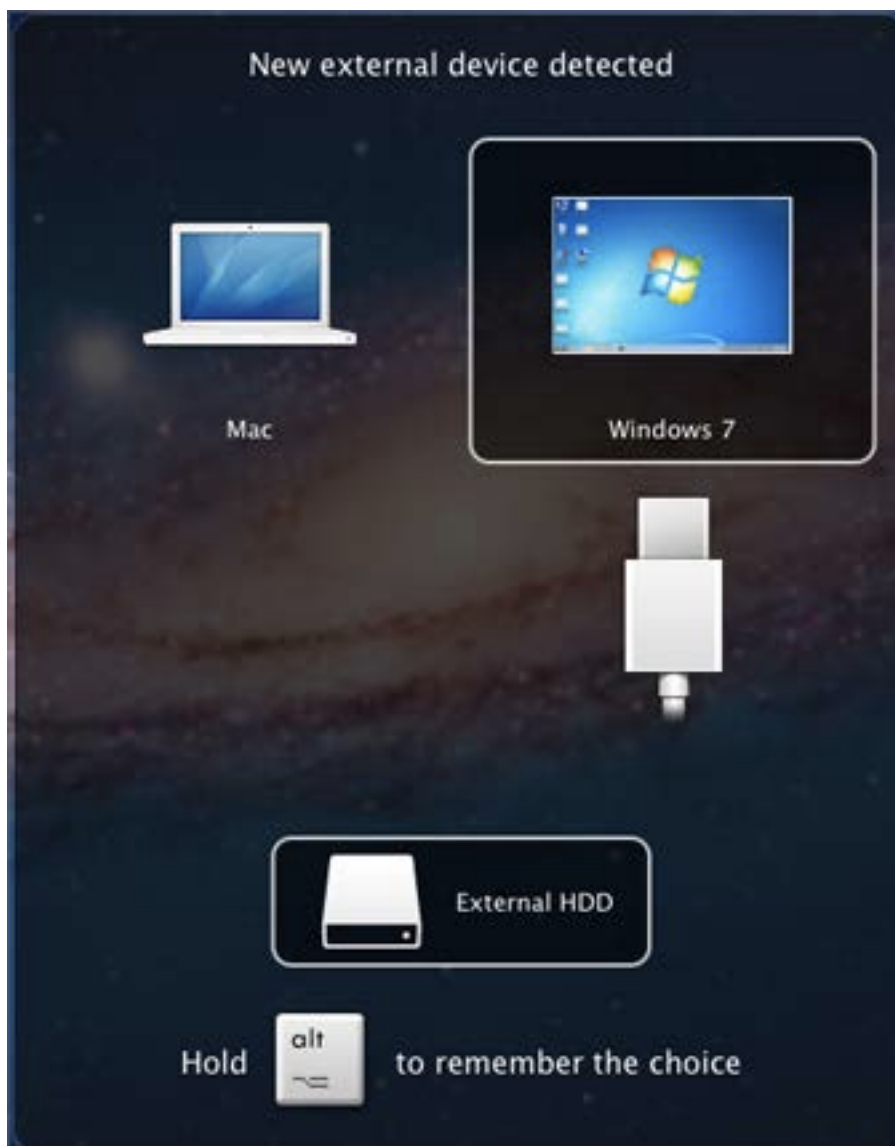 New external device detected
Mac
Windows 7
External HDD
Hold
alt
to remember the choice